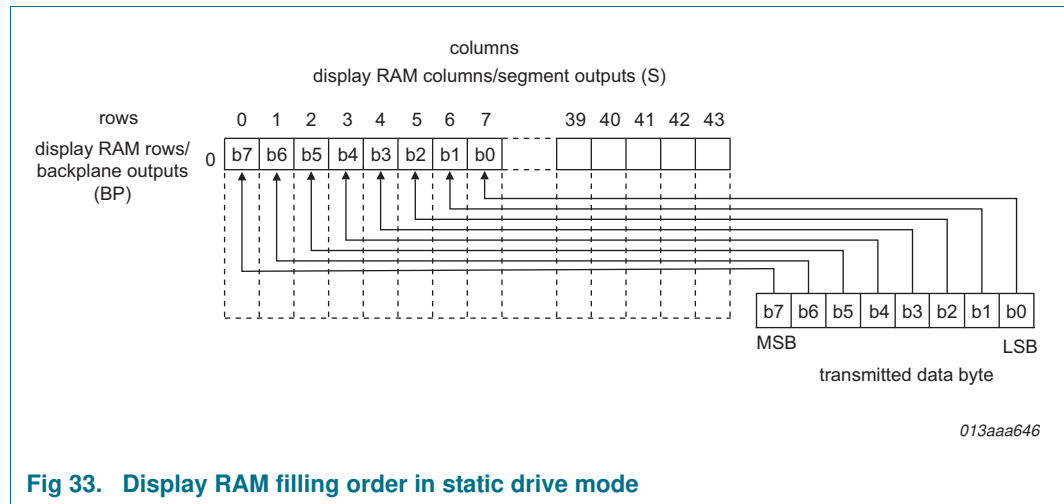 columns
display RAM columns/segment outputs (S)
rows 0 1 2 3 4 5 6 7 39 40 41 42 43
display RAM rows/
backplane outputs
(BP)
0 b7 b6 b5 b4 b3 b2 b1 b0
b7 b6 b5 b4 b3 b2 b1 b0
MSB LSB
transmitted data byte
013aaa646
Fig 33. Display RAM filling order in static drive mode